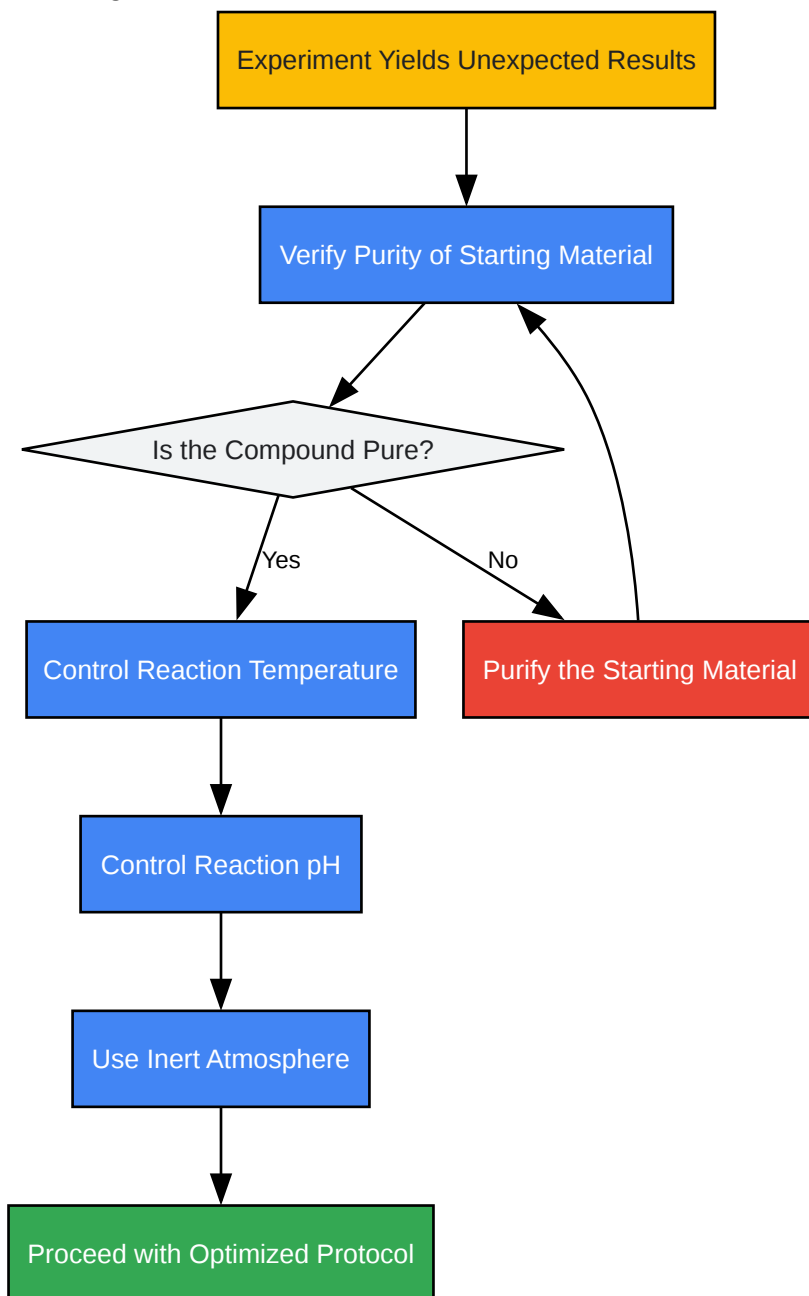 Experiment Yields Unexpected Results
Verify Purity of Starting Material
Is the Compound Pure?
Yes
No
Control Reaction Temperature
Purify the Starting Material
Control Reaction pH
Use Inert Atmosphere
Proceed with Optimized Protocol